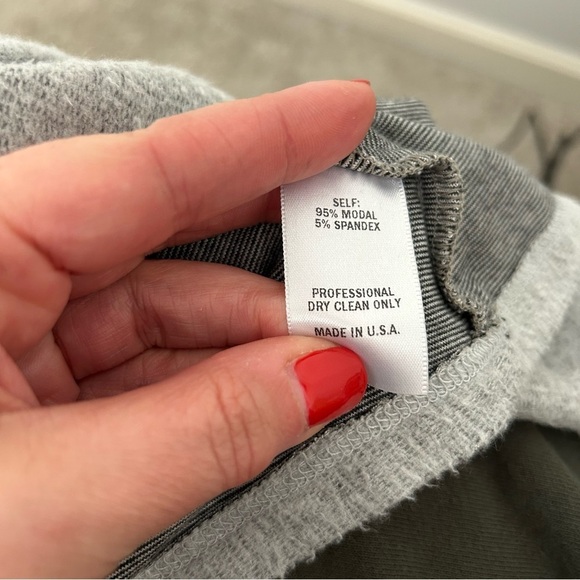 SELF:
95% MODAL
5% SPANDEX
PROFESSIONAL
DRY CLEAN ONLY
MADE IN U.S.A.